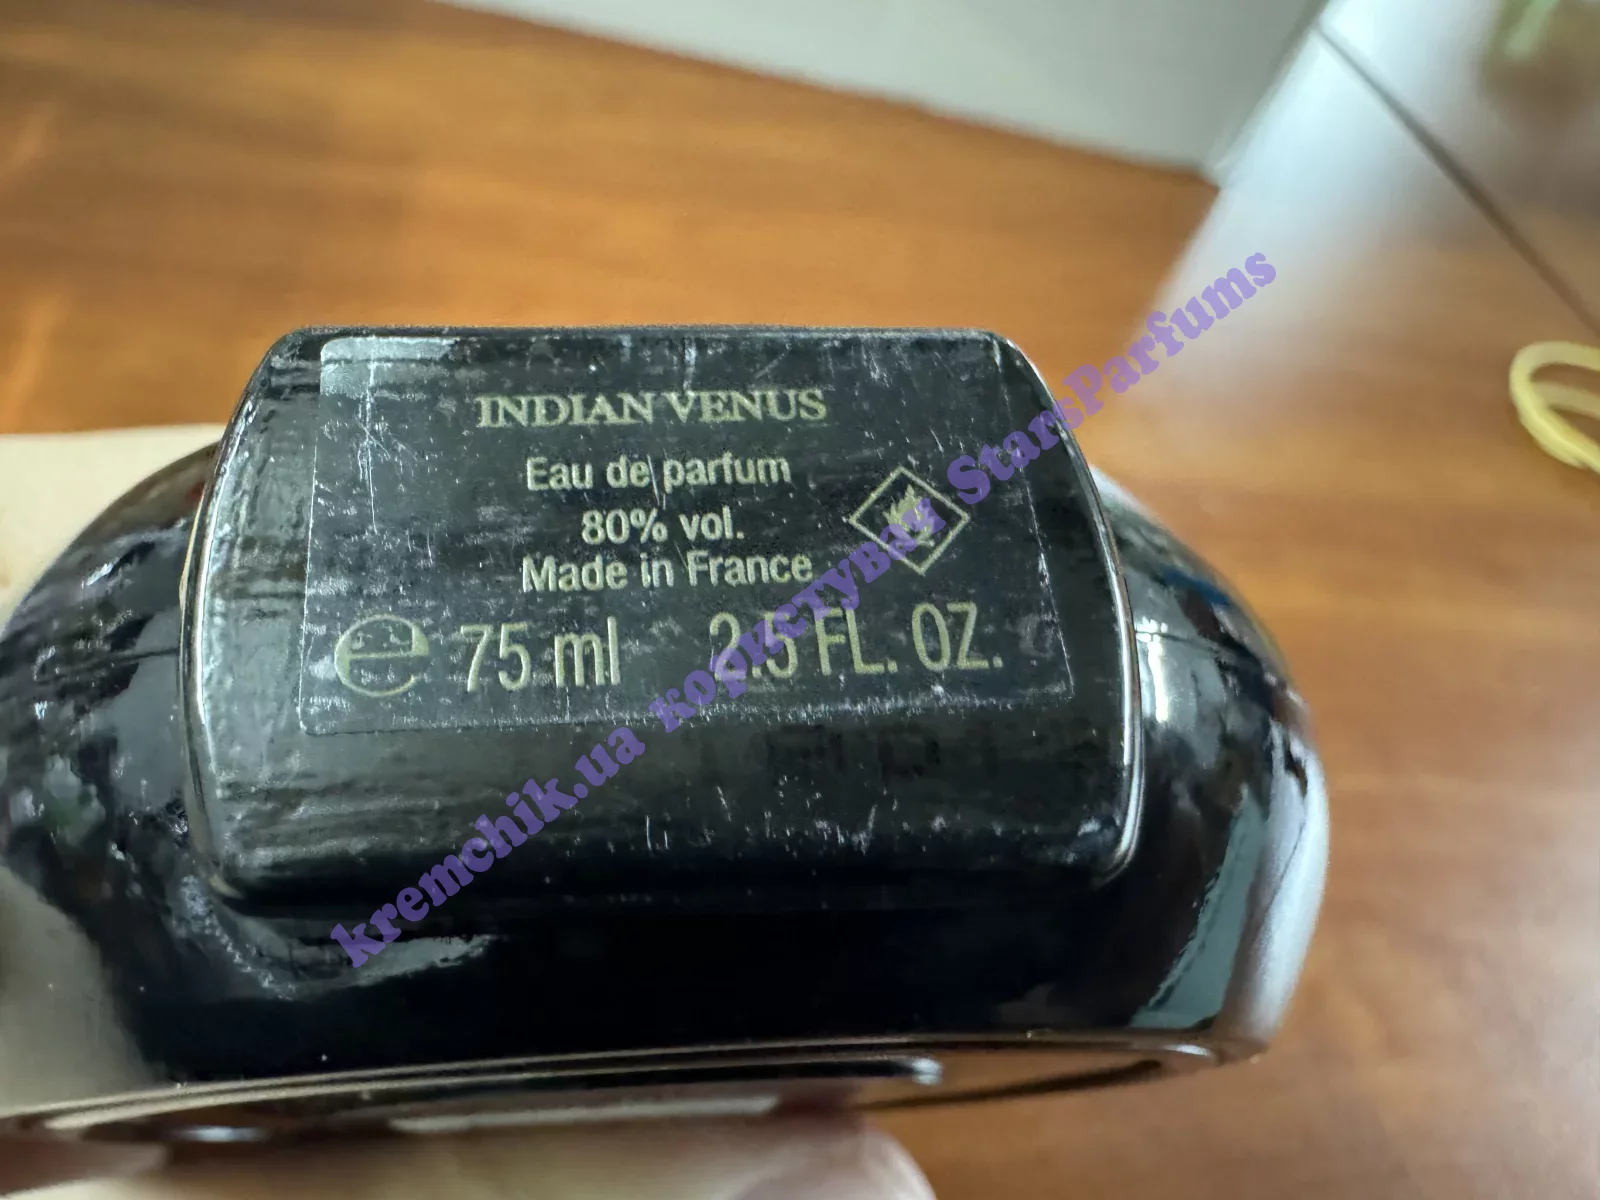 INDIAN VENUS
Eau de parfum
80% vol.
Made in France
e 75 ml 2.5 FL. OZ.
kremchik.ua користувач StarsParfums